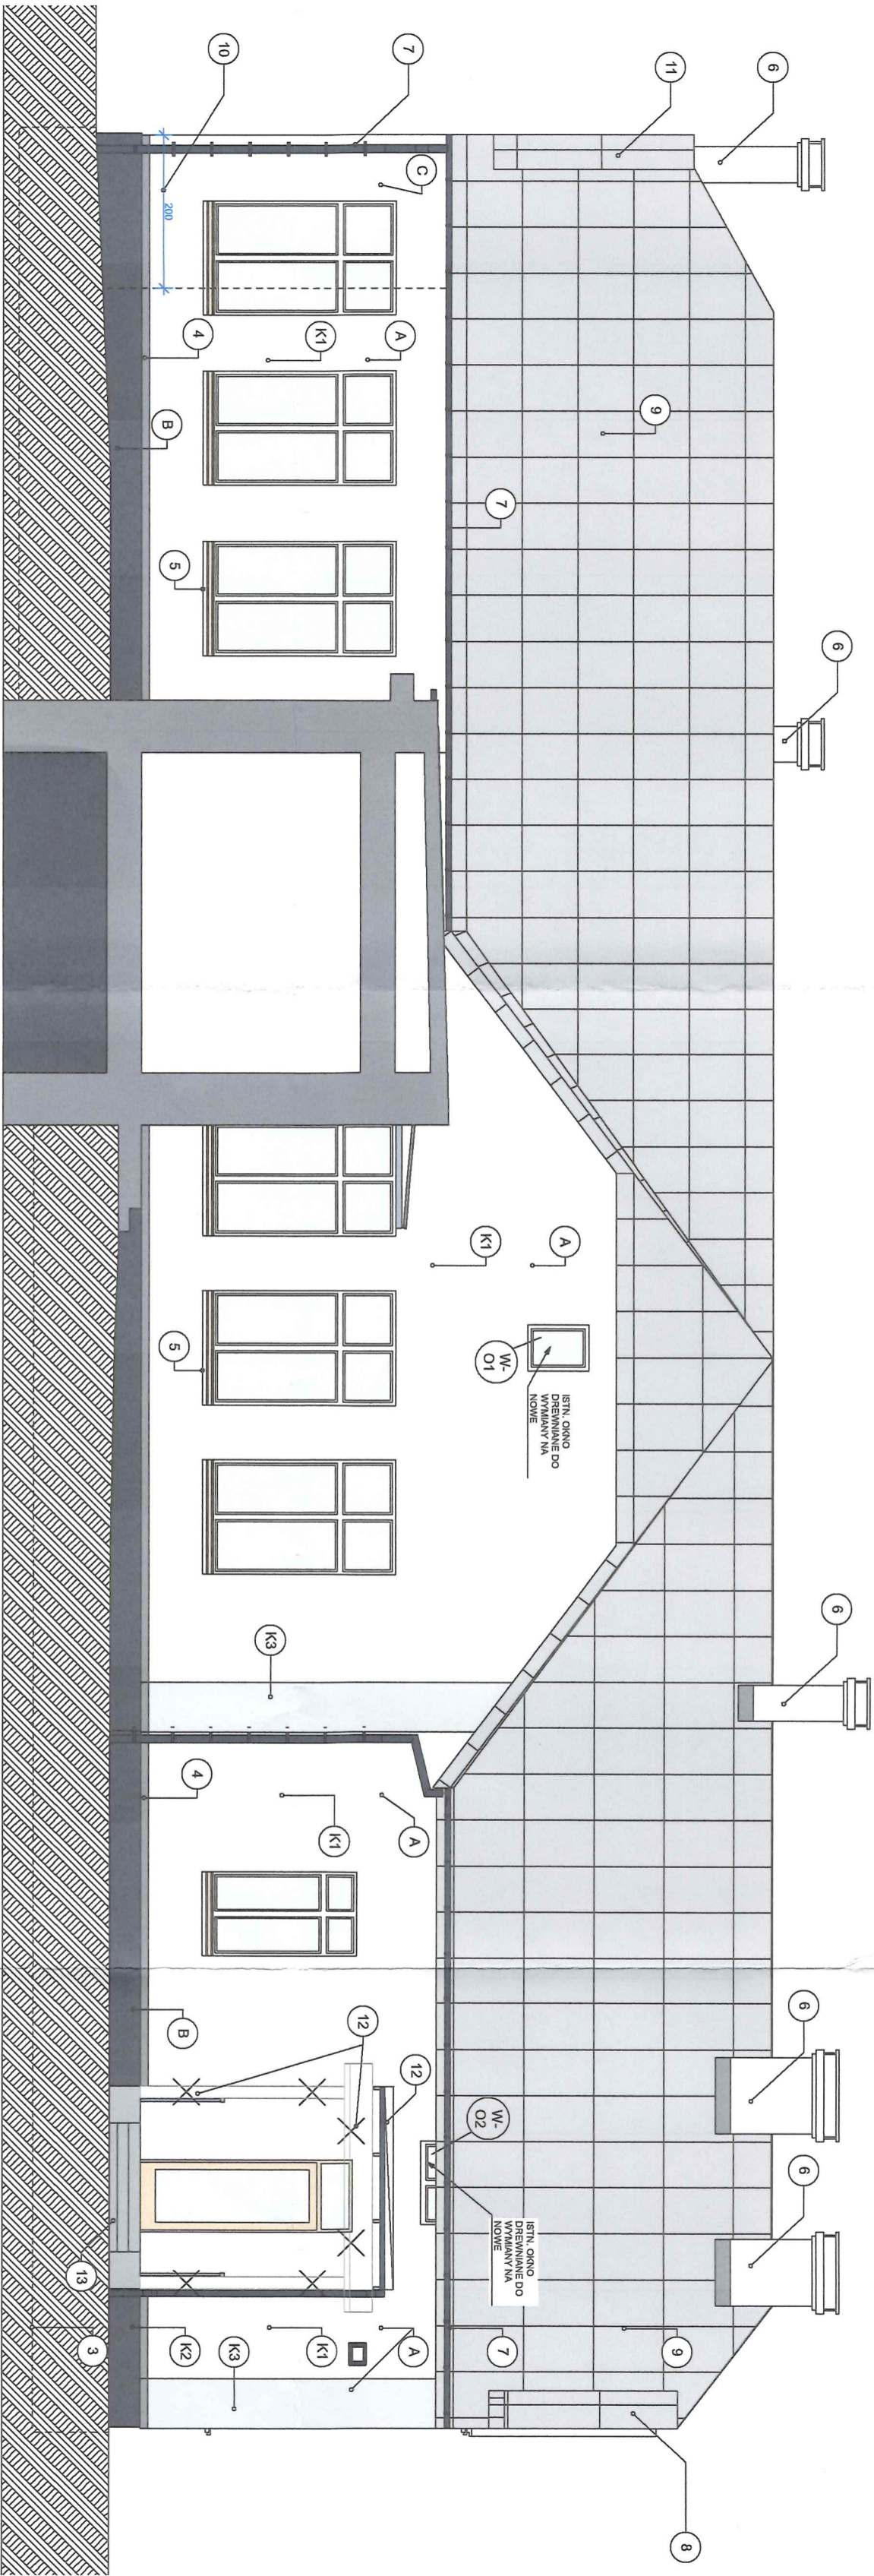 6
11
7
10
C
200
4
K1
A
B
9
7
5
6
A
K1
W-
O1
ISTN. OKNO
DREWNIANE DO
WYMIANY NA
NOWE
5
6
K3
4
K1
A
6
B
12
12
W-
O2
ISTN. OKNO
DREWNIANE DO
WYMIANY NA
NOWE
6
13
3
K2
K1
K3
A
7
9
8